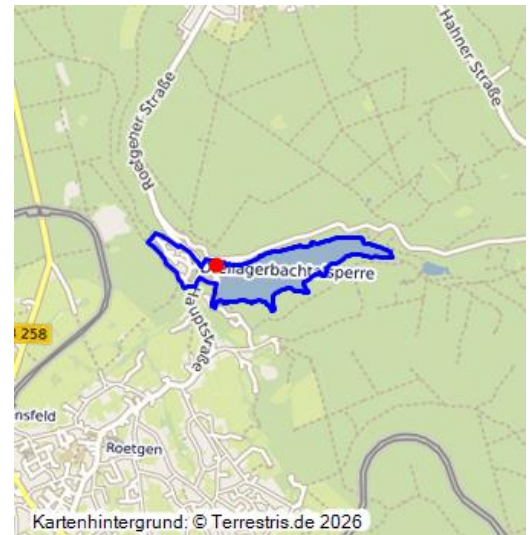 Hahner Straße
Roetgener Straße
Dreilägerbachtalsperre
Hauptstraße
258
nsfeld
Roetgen
Kartenhintergrund: © Terrestris.de 2026